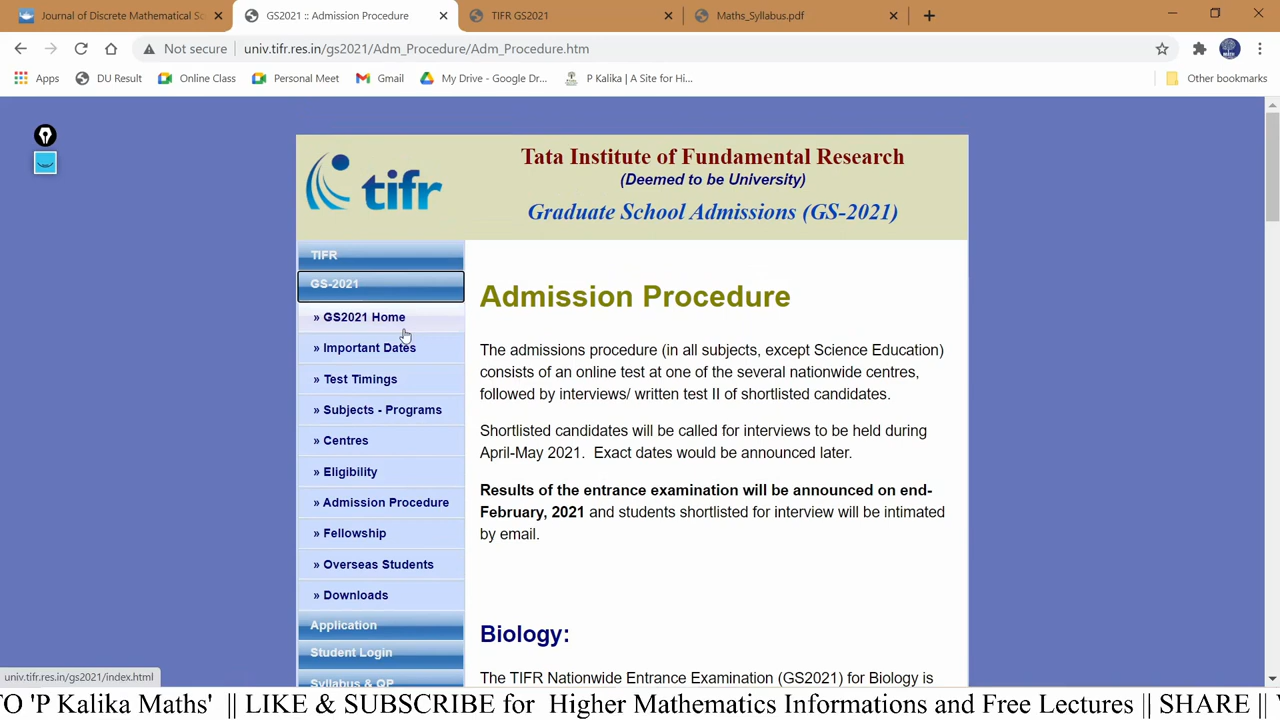 Journal of Discrete Mathematical Sc
GS2021 :: Admission Procedure
TIFR GS2021
Maths_Syllabus.pdf
Not secure
univ.tifr.res.in/gs2021/Adm_Procedure/Adm_Procedure.htm
Apps
DU Result
Online Class
Personal Meet
Gmail
My Drive - Google Dr...
P Kalika | A Site for Hi...
Other bookmarks
tifr
Tata Institute of Fundamental Research
(Deemed to be University)
Graduate School Admissions (GS-2021)
TIFR
GS-2021
» GS2021 Home
» Important Dates
» Test Timings
» Subjects - Programs
» Centres
» Eligibility
» Admission Procedure
» Fellowship
» Overseas Students
» Downloads
Application
Student Login
Syllabus & QP
Admission Procedure
The admissions procedure (in all subjects, except Science Education)
consists of an online test at one of the several nationwide centres,
followed by interviews/ written test II of shortlisted candidates.
Shortlisted candidates will be called for interviews to be held during
April-May 2021. Exact dates would be announced later.
Results of the entrance examination will be announced on end-
February, 2021 and students shortlisted for interview will be intimated
by email.
Biology:
The TIFR Nationwide Entrance Examination (GS2021) for Biology is
univ.tifr.res.in/gs2021/index.html
TO 'P Kalika Maths' || LIKE & SUBSCRIBE for Higher Mathematics Informations and Free Lectures || SHARE ||